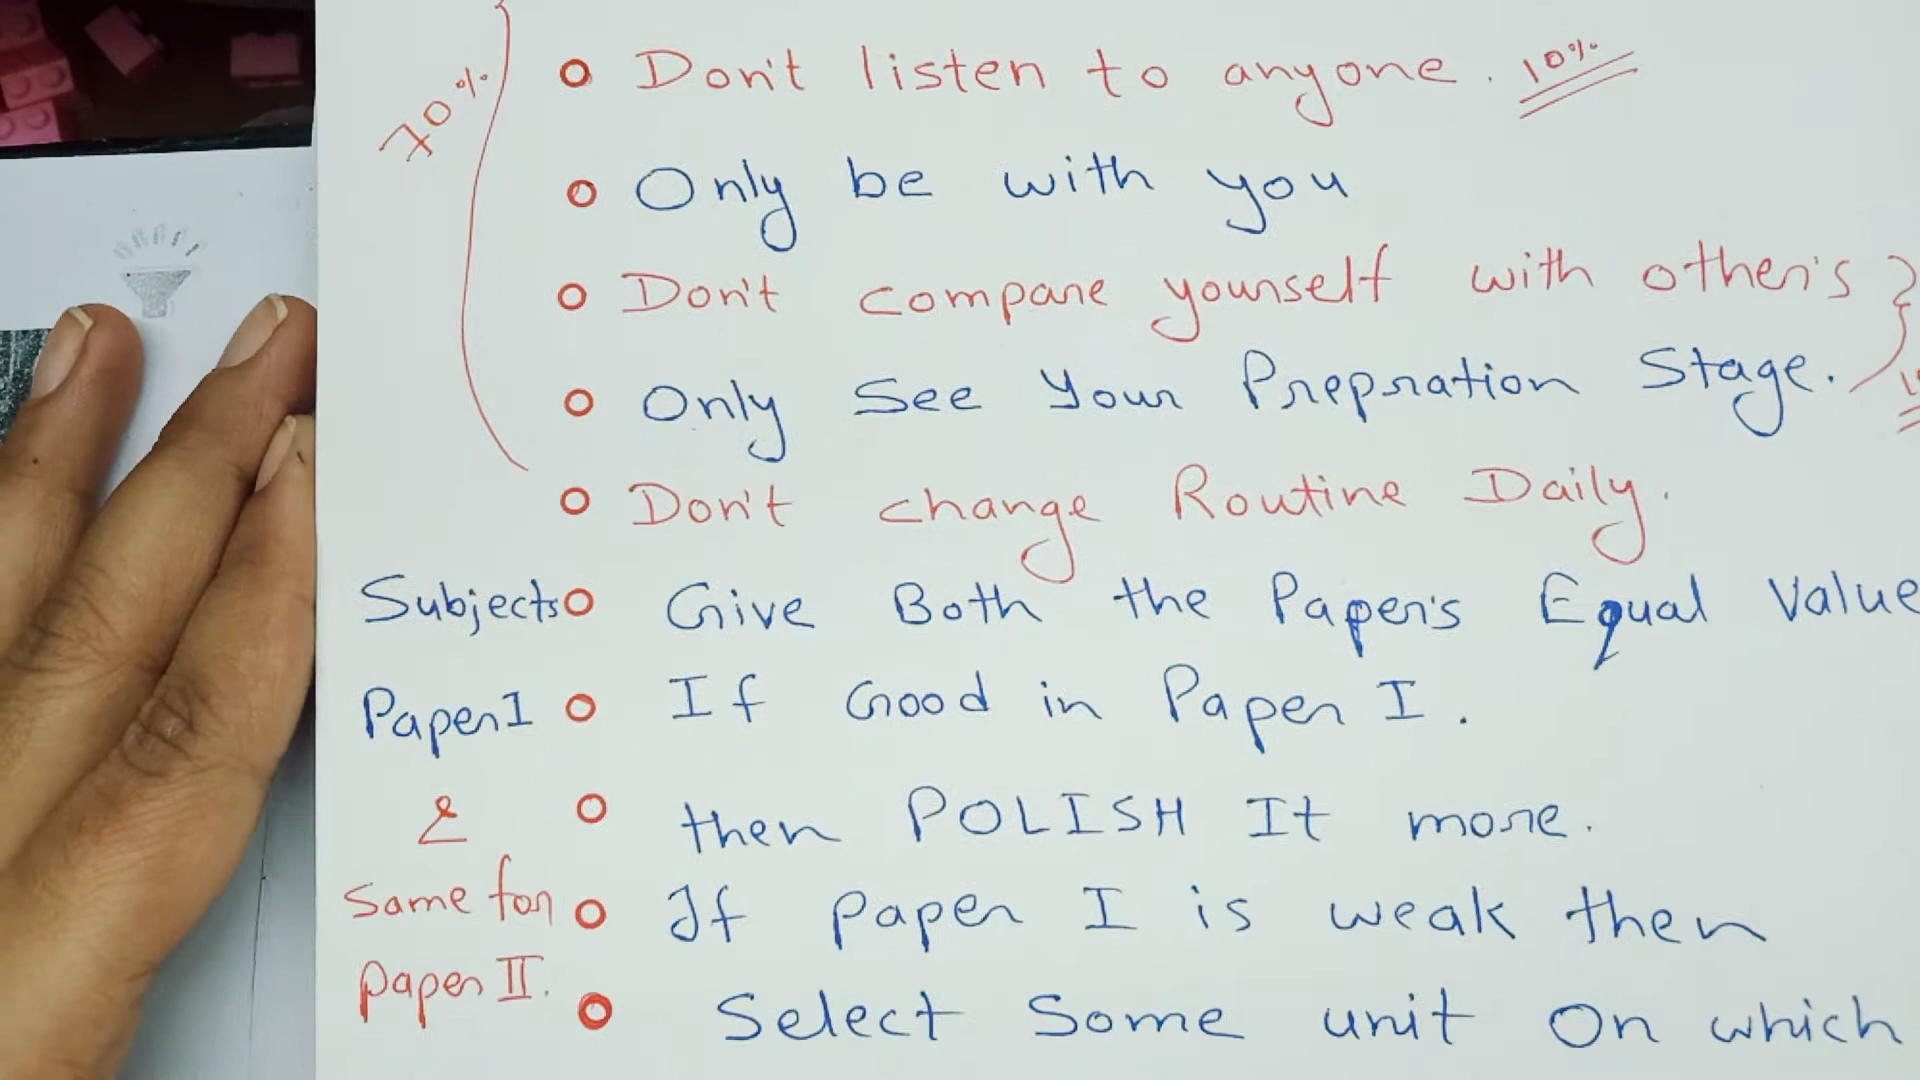 70%
Don't listen to anyone. 10%
Only be with you
Don't compare yourself with other's
Only See Your Preprration Stage.
Don't change Routine Daily.
Subjects Give Both the Paper's Equal Value
Paper I If Good in Paper I.
& then POLISH It more.
Same for If Paper I is weak then
paper II. Select Some unit On which